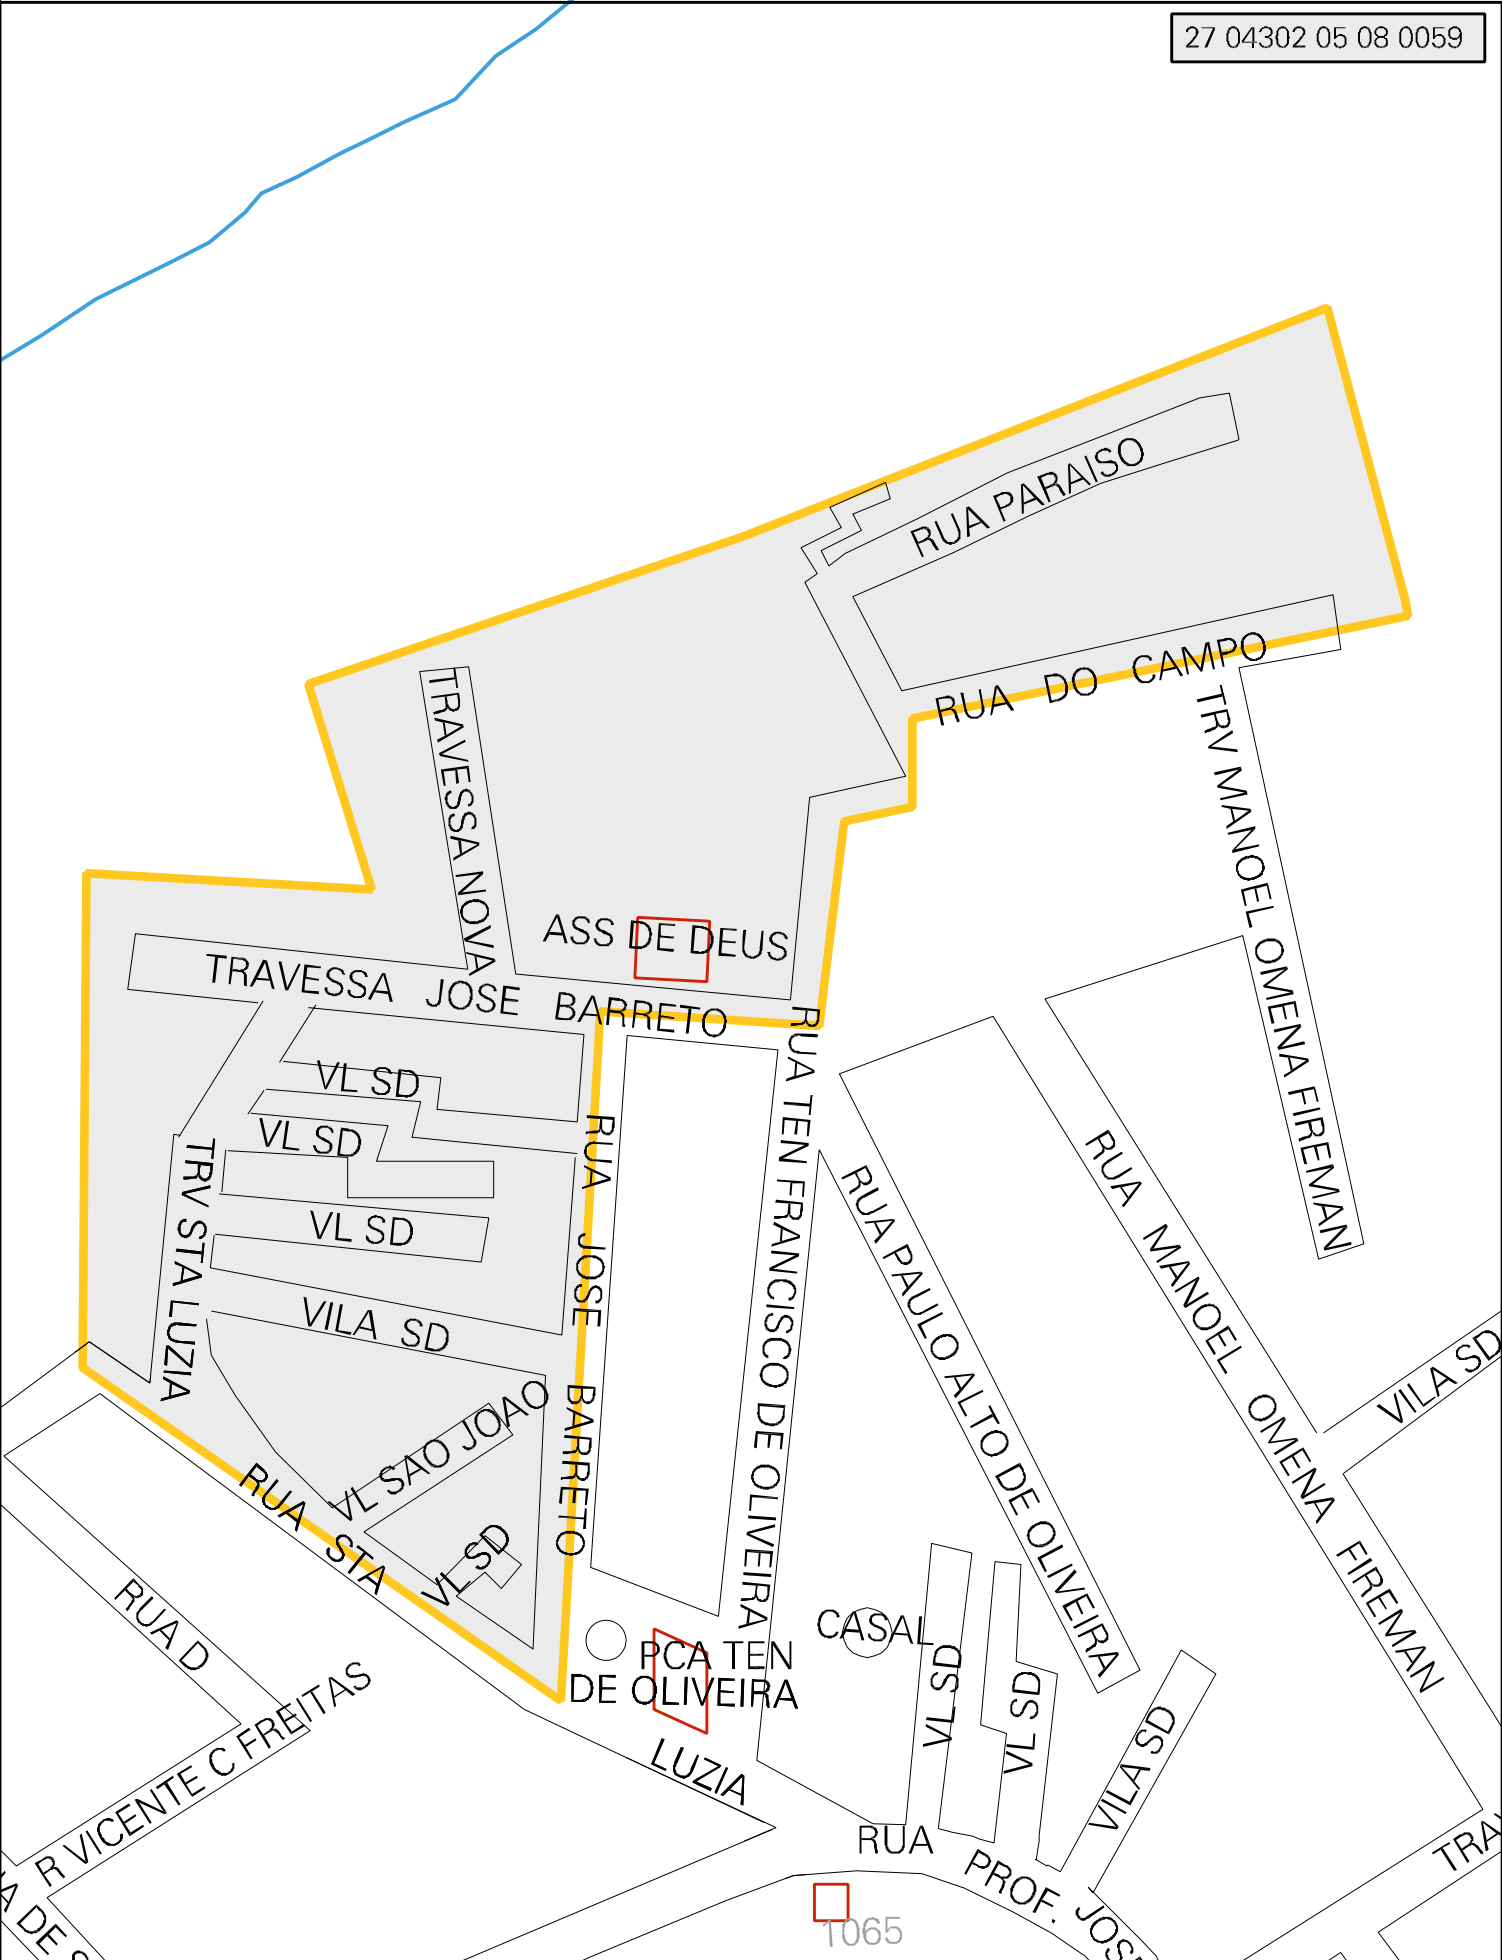 27 04302 05 08 0059
RUA PARAISO
RUA DO CAMPO
TRAVESSA NOVA
TRV MANOEL OMENA FIREMAN
ASS DE DEUS
TRAVESSA JOSE BARRETO
VL SD
VL SD
VL SD
VILA SD
TRV STA LUZIA
RUA JOSE BARRETO
RUA TEN FRANCISCO DE OLIVEIRA
RUA PAULO ALTO DE OLIVEIRA
RUA MANOEL OMENA FIREMAN
VILA SD
VL SAO JOAO
VL SD
RUA STA LUZIA
RUA D
R VICENTE C FREITAS
PCA TEN
DE OLIVEIRA
CASAL
VL SD
VL SD
VILA SD
RUA PROF. JOS
TRA
A DE S
1065